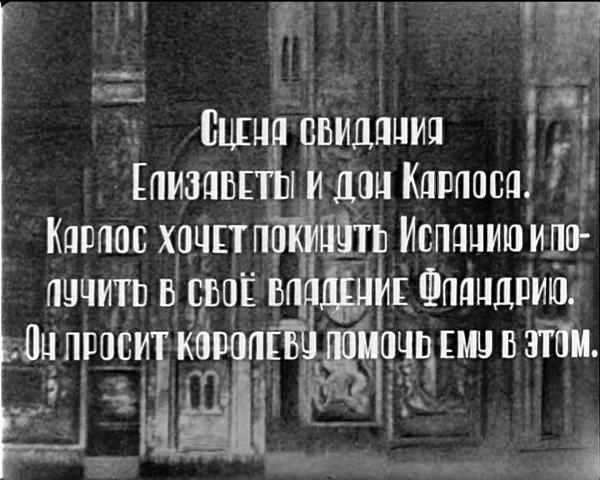 Сцена свидания
Елизаветы и дон Карлоса.
Карлос хочет покинуть Испанию и по-
лучить в своё владение Фландрию.
Он просит королеву помочь ему в этом.